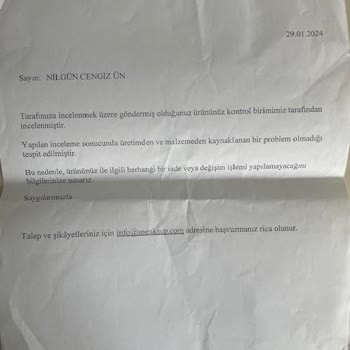 29.01.2024
Sayın: NİLGÜN CENGİZ ÜN
Tarafımıza incelenmek üzere göndermiş olduğunuz ürününüz kontrol birimimiz tarafından
incelenmiştir.
Yapılan inceleme sonucunda üretimden ve malzemeden kaynaklanan bir problem olmadığı
tespit edilmiştir.
Bu nedenle, ürününüz ile ilgili herhangi bir iade veya değişim işlemi yapılamayacağını
bilgilerinize sunarız.
Saygılarımızla
Talep ve şikâyetleriniz için info@sneaksup.com adresine başvurmanız rica olunur.